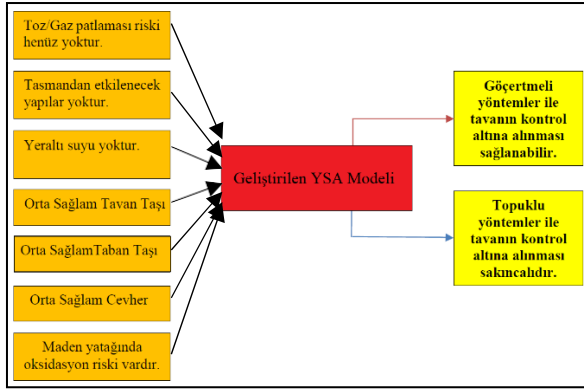 Toz/Gaz patlaması riski
henüz yoktur.
Tasmandan etkilenecek
yapılar yoktur.
Yeraltı suyu yoktur.
Orta Sağlam Tavan Taşı
Orta SağlamTaban Taşı
Orta Sağlam Cevher
Maden yatağında
oksidasyon riski vardır.
Geliştirilen YSA Modeli
Göçertmeli
yöntemler ile
tavanın kontrol
altına alınması
sağlanabilir.
Topuklu
yöntemler ile
tavanın kontrol
altına alınması
sakıncalıdır.